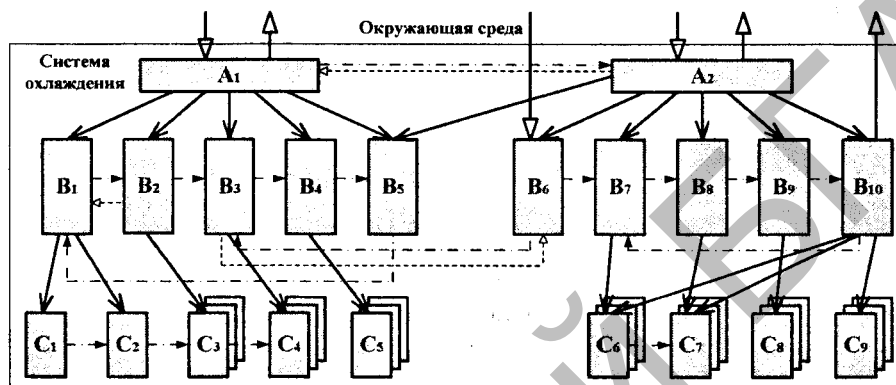 Окружающая среда
Система
охлаждения
A1
A2
B1
B2
B3
B4
B5
B6
B7
B8
B9
B10
C1
C2
C3
C4
C5
C6
C7
C8
C9